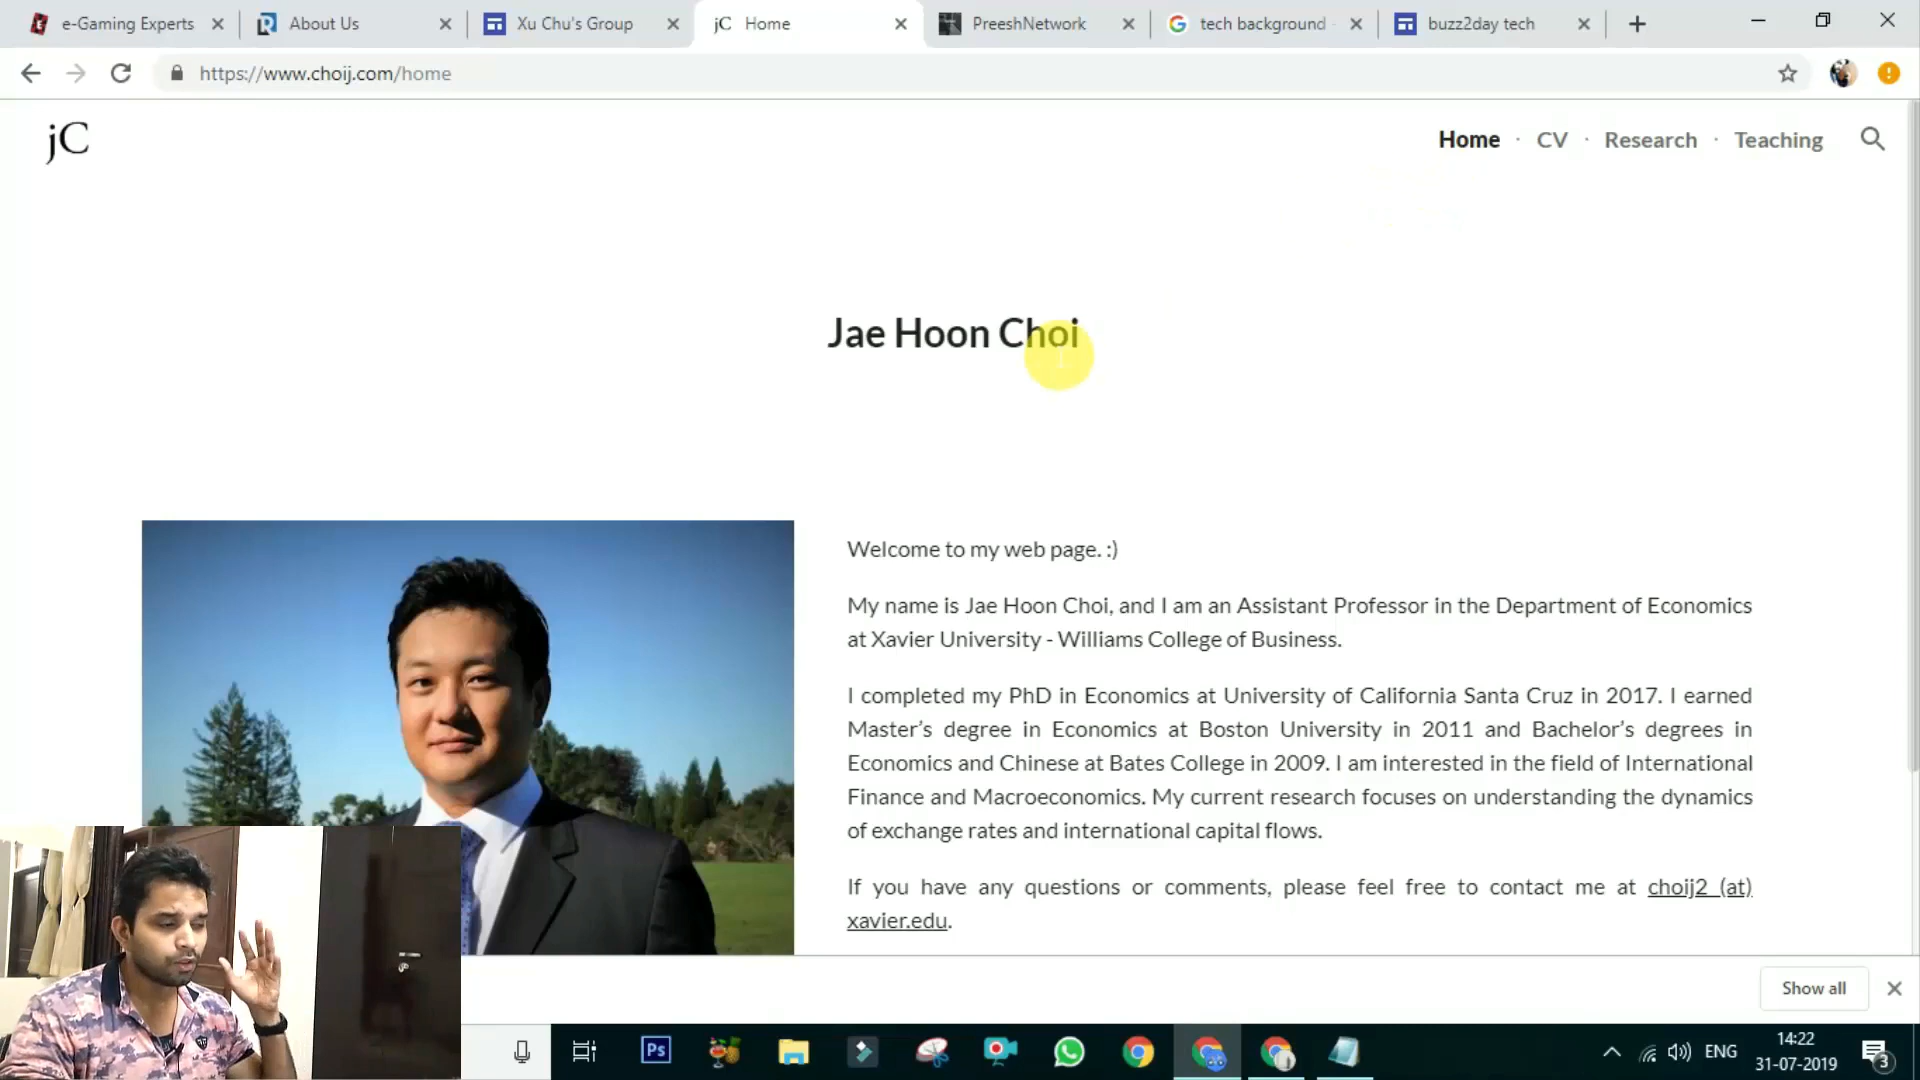 e-Gaming Experts
About Us
Xu Chu's Group
jC Home
PreeshNetwork
tech background -
buzz2day tech
https://www.choij.com/home
jC
Home · CV · Research · Teaching
Jae Hoon Choi
Welcome to my web page. :)
My name is Jae Hoon Choi, and I am an Assistant Professor in the Department of Economics
at Xavier University - Williams College of Business.
I completed my PhD in Economics at University of California Santa Cruz in 2017. I earned
Master's degree in Economics at Boston University in 2011 and Bachelor's degrees in
Economics and Chinese at Bates College in 2009. I am interested in the field of International
Finance and Macroeconomics. My current research focuses on understanding the dynamics
of exchange rates and international capital flows.
If you have any questions or comments, please feel free to contact me at choij2 (at)
xavier.edu.
Show all
Ps
ENG
14:22
31-07-2019
3